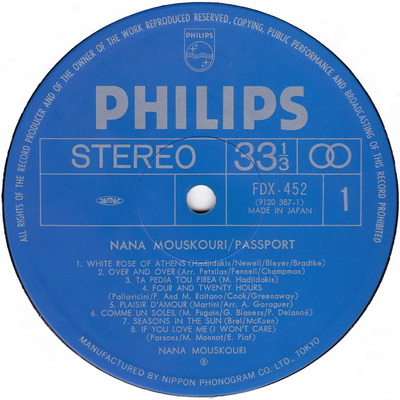 ALL RIGHTS OF THE RECORD PRODUCER AND OF THE OWNER OF THE WORK REPRODUCED RESERVED. COPYING, PUBLIC PERFORMANCE AND BROADCASTING OF THIS RECORD PROHIBITED
PHILIPS
PHILIPS
STEREO 33 1/3
FDX-452
(9120 387-1)
MADE IN JAPAN
1
NANA MOUSKOURI/PASSPORT
1. WHITE ROSE OF ATHENS (Hadjidakis/Newell/Bleyer/Bradtke)
2. OVER AND OVER (Arr. Petsilas/Fennell/Champman)
3. TA PEDIA TOU PIREA (M. Hadjidakis)
4. FOUR AND TWENTY HOURS
(Pallavicini/F. And M. Reitano/Cook/Greenaway)
5. PLAISIR D'AMOUR (Martini/Arr. A. Goraguer)
6. COMME UN SOLEIL (M. Fugain/G. Blaness/P. Delanoë)
7. SEASONS IN THE SUN (Brel/McKuen)
8. IF YOU LOVE ME (I WON'T CARE)
(Parsons/M. Monnot/E. Piaf)
NANA MOUSKOURI
MANUFACTURED BY NIPPON PHONOGRAM CO. LTD., TOKYO